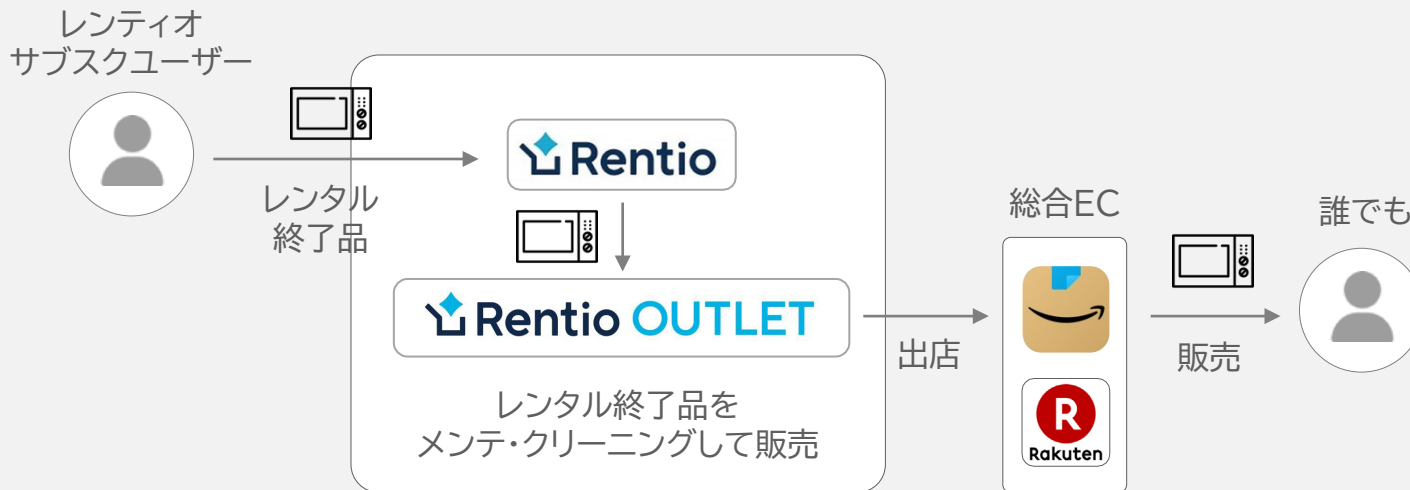 レンティオ
サブスクユーザー
レンタル
終了品
Rentio
Rentio OUTLET
レンタル終了品を
メンテ・クリーニングして販売
出店
総合EC
R
Rakuten
販売
誰でも